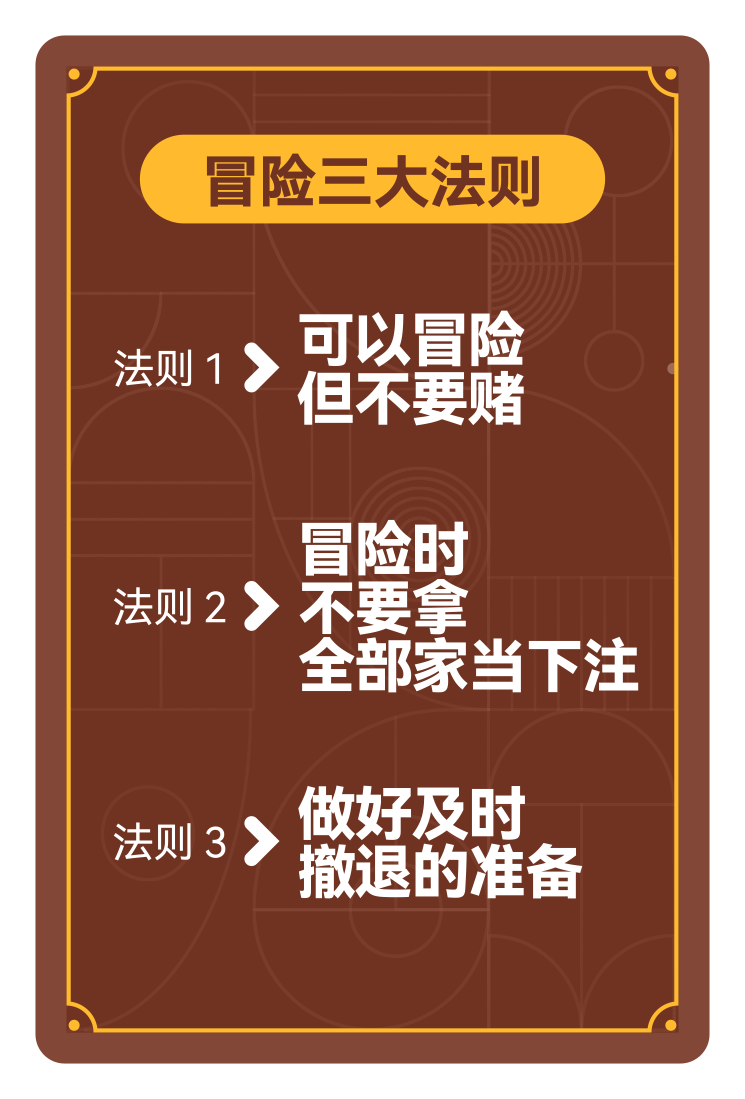 冒险三大法则
法则 1
可以冒险
但不要赌
法则 2
冒险时
不要拿
全部家当下注
法则 3
做好及时
撤退的准备